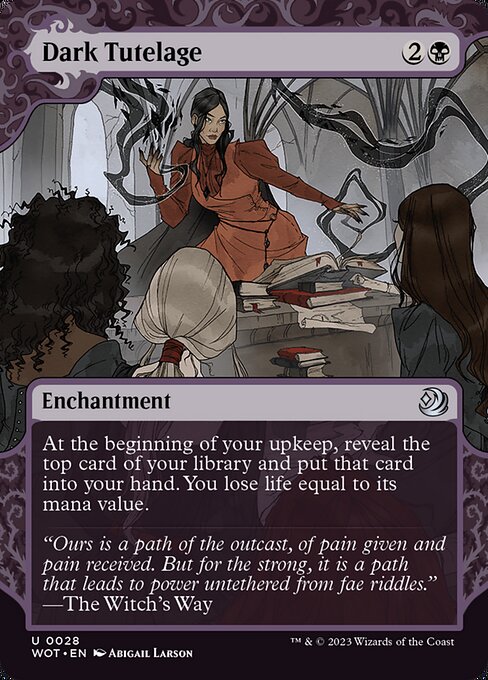 Dark Tutelage 2
Enchantment
At the beginning of your upkeep, reveal the
top card of your library and put that card
into your hand. You lose life equal to its
mana value.
“Ours is a path of the outcast, of pain given and
pain received. But for the strong, it is a path
that leads to power untethered from fae riddles.”
—The Witch’s Way
U 0028
WOT • EN Abigail Larson
™ & © 2023 Wizards of the Coast